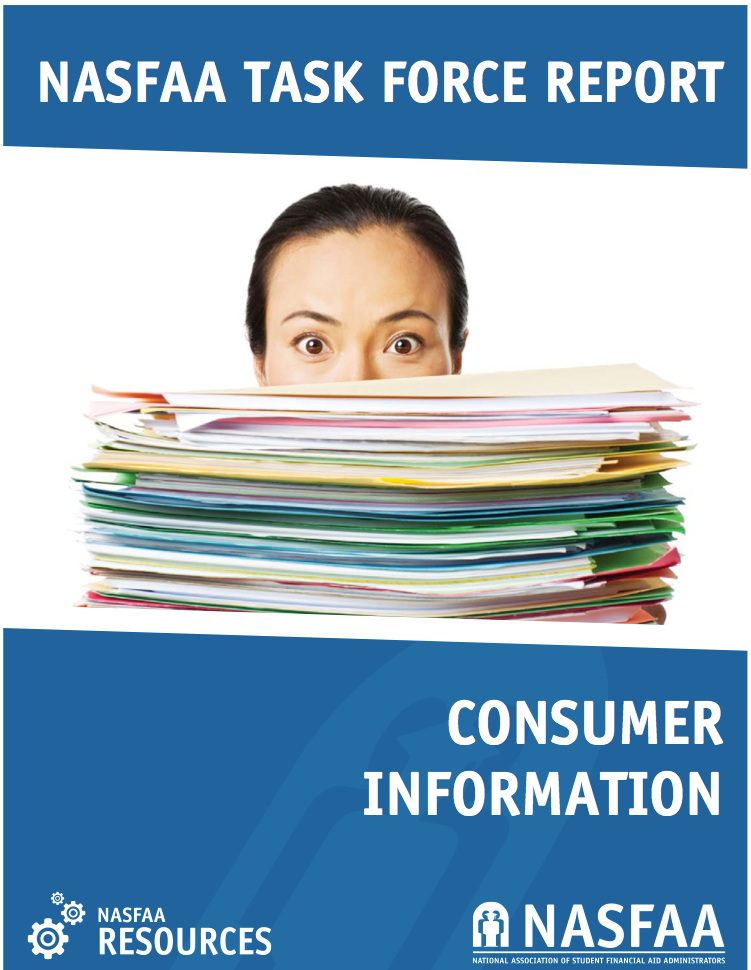 NASFAA TASK FORCE REPORT
CONSUMER
INFORMATION
NASFAA
RESOURCES
NASFAA
NATIONAL ASSOCIATION OF STUDENT FINANCIAL AID ADMINISTRATORS